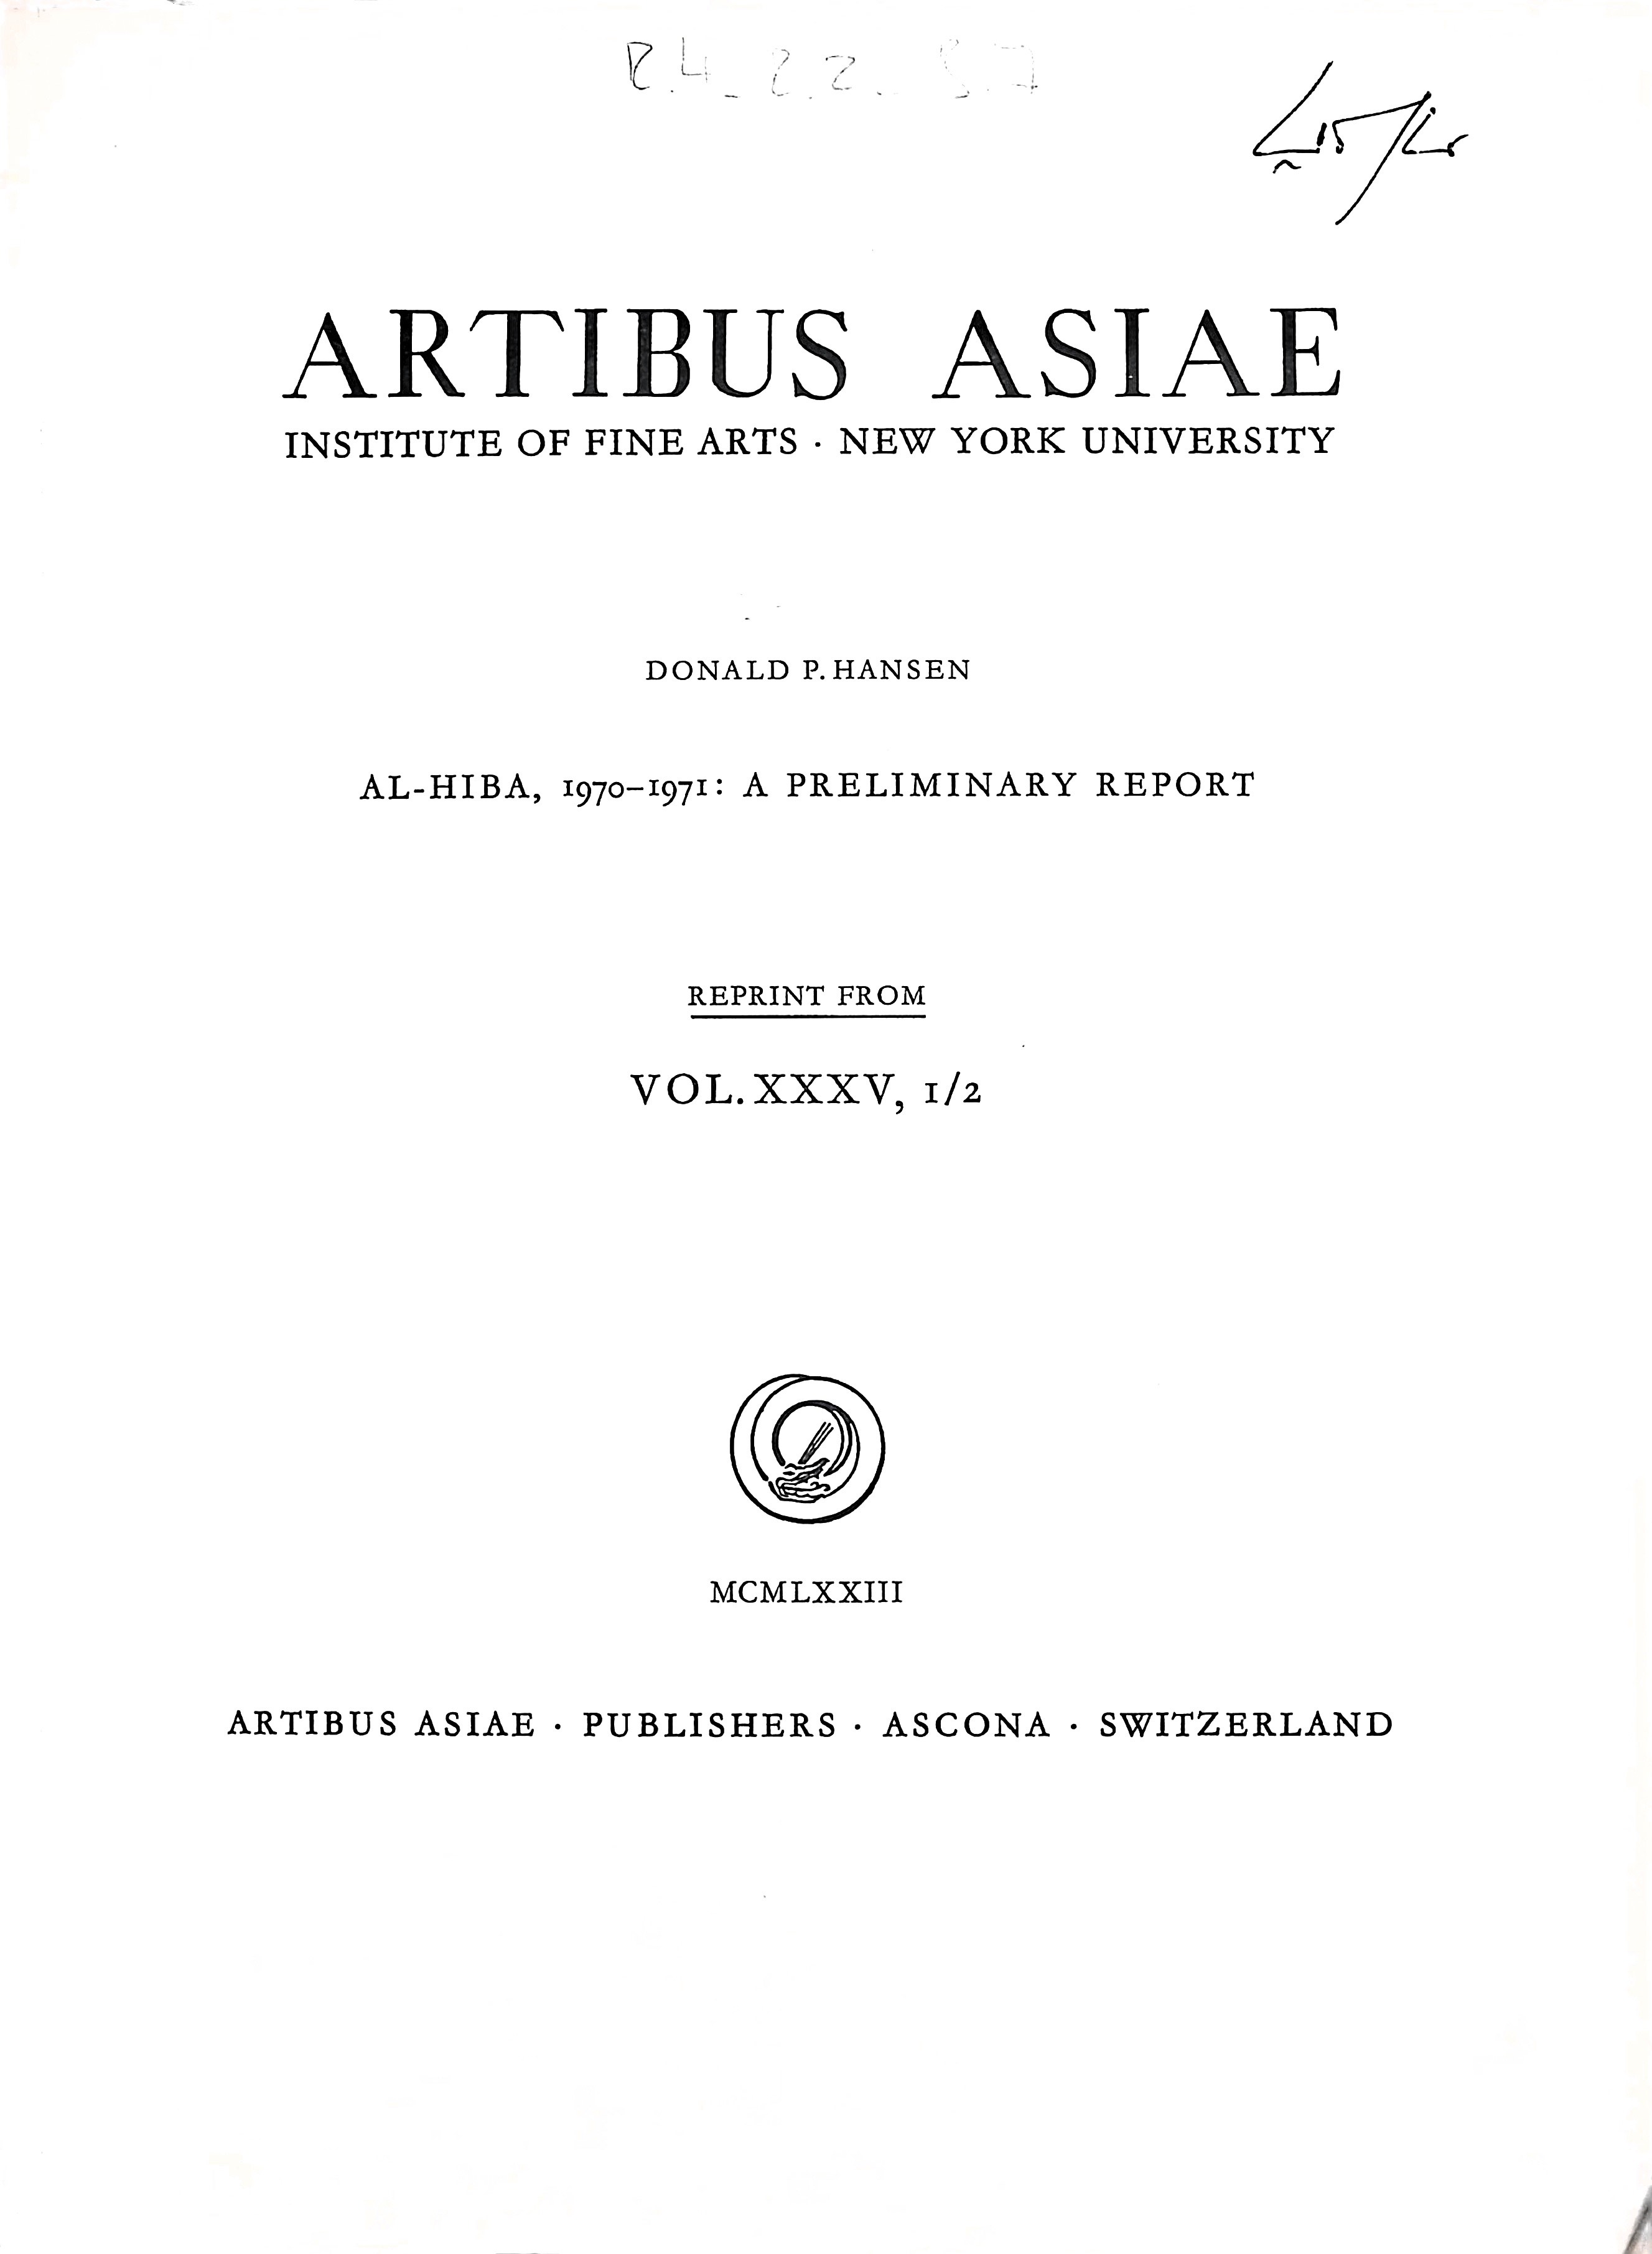 ARTIBUS ASIAE
INSTITUTE OF FINE ARTS · NEW YORK UNIVERSITY
DONALD P. HANSEN
AL-HIBA, 1970–1971: A PRELIMINARY REPORT
REPRINT FROM
VOL. XXXV, 1/2
MCMLXXIII
ARTIBUS ASIAE · PUBLISHERS · ASCONA · SWITZERLAND